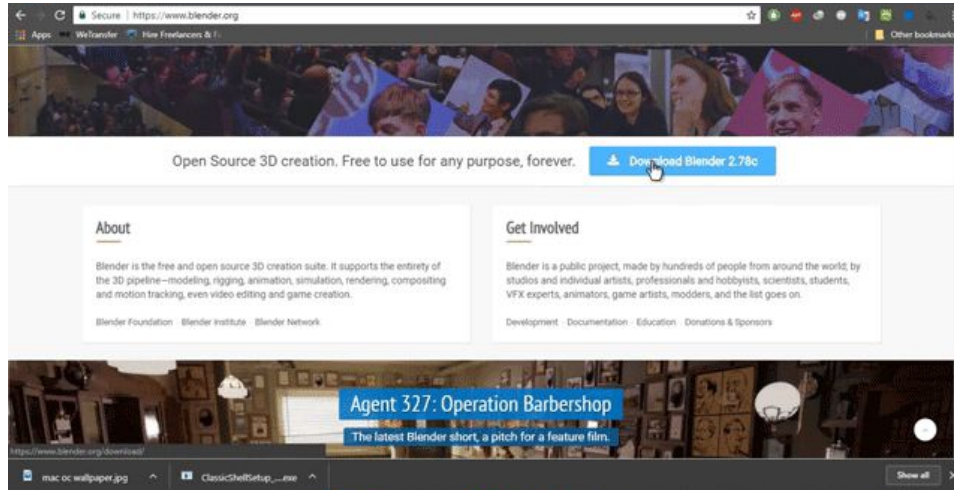 Secure | https://www.blender.org
Apps WeTransfer Hire Freelancers & Other bookmarks
Open Source 3D creation. Free to use for any purpose, forever. Download Blender 2.78c
About
Blender is the free and open source 3D creation suite. It supports the entirety of
the 3D pipeline—modeling, rigging, animation, simulation, rendering, compositing
and motion tracking, even video editing and game creation.
Blender Foundation · Blender Institute · Blender Network
Get Involved
Blender is a public project, made by hundreds of people from around the world; by
studios and individual artists, professionals and hobbyists, scientists, students,
VFX experts, animators, game artists, modders, and the list goes on.
Development · Documentation · Education · Donations & Sponsors
Agent 327: Operation Barbershop
The latest Blender short, a pitch for a feature film.
https://www.blender.org/download/
mac oc wallpaper.jpg ClassicShellSetup_....exe Show all